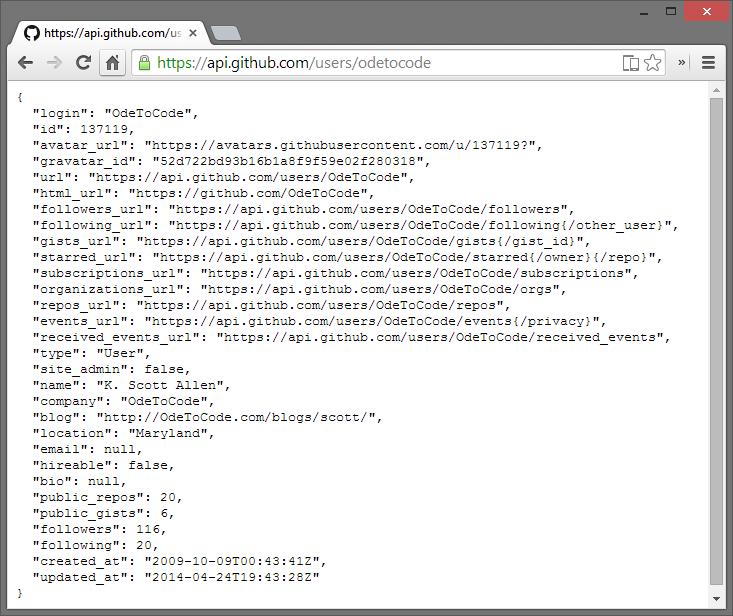 https://api.github.com/us
https://api.github.com/users/odetocode
{
  "login": "OdeToCode",
  "id": 137119,
  "avatar_url": "https://avatars.githubusercontent.com/u/137119?",
  "gravatar_id": "52d722bd93b16b1a8f9f59e02f280318",
  "url": "https://api.github.com/users/OdeToCode",
  "html_url": "https://github.com/OdeToCode",
  "followers_url": "https://api.github.com/users/OdeToCode/followers",
  "following_url": "https://api.github.com/users/OdeToCode/following{/other_user}",
  "gists_url": "https://api.github.com/users/OdeToCode/gists{/gist_id}",
  "starred_url": "https://api.github.com/users/OdeToCode/starred{/owner}{/repo}",
  "subscriptions_url": "https://api.github.com/users/OdeToCode/subscriptions",
  "organizations_url": "https://api.github.com/users/OdeToCode/orgs",
  "repos_url": "https://api.github.com/users/OdeToCode/repos",
  "events_url": "https://api.github.com/users/OdeToCode/events{/privacy}",
  "received_events_url": "https://api.github.com/users/OdeToCode/received_events",
  "type": "User",
  "site_admin": false,
  "name": "K. Scott Allen",
  "company": "OdeToCode",
  "blog": "http://OdeToCode.com/blogs/scott/",
  "location": "Maryland",
  "email": null,
  "hireable": false,
  "bio": null,
  "public_repos": 20,
  "public_gists": 6,
  "followers": 116,
  "following": 20,
  "created_at": "2009-10-09T00:43:41Z",
  "updated_at": "2014-04-24T19:43:28Z"
}